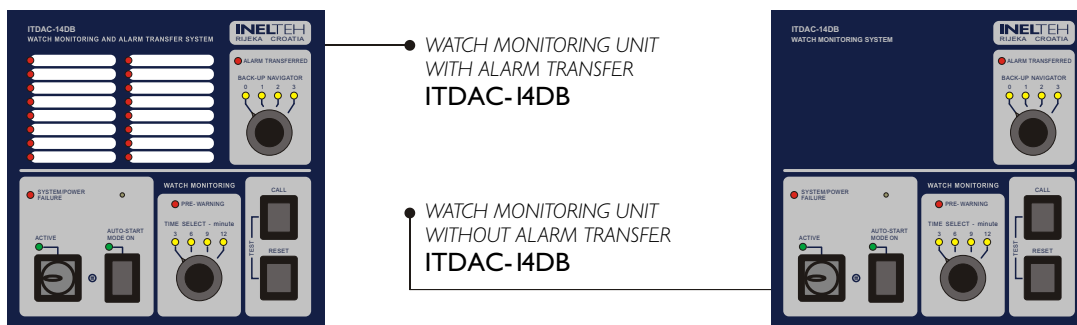 ITDAC-14DB
WATCH MONITORING AND ALARM TRANSFER SYSTEM
INELTEH
RIJEKA CROATIA
ALARM TRANSFERRED
BACK-UP NAVIGATOR
0 1 2 3
SYSTEM/POWER
FAILURE
ACTIVE
AUTO-START
MODE ON
WATCH MONITORING
PRE-WARNING
TIME SELECT - minute
3 6 9 12
CALL
TEST
RESET
WATCH MONITORING UNIT
WITH ALARM TRANSFER
ITDAC-14DB
WATCH MONITORING UNIT
WITHOUT ALARM TRANSFER
ITDAC-14DB
ITDAC-14DB
WATCH MONITORING SYSTEM
INELTEH
RIJEKA CROATIA
ALARM TRANSFERRED
BACK-UP NAVIGATOR
0 1 2 3
SYSTEM/POWER
FAILURE
ACTIVE
AUTO-START
MODE ON
WATCH MONITORING
PRE-WARNING
TIME SELECT - minute
3 6 9 12
CALL
TEST
RESET